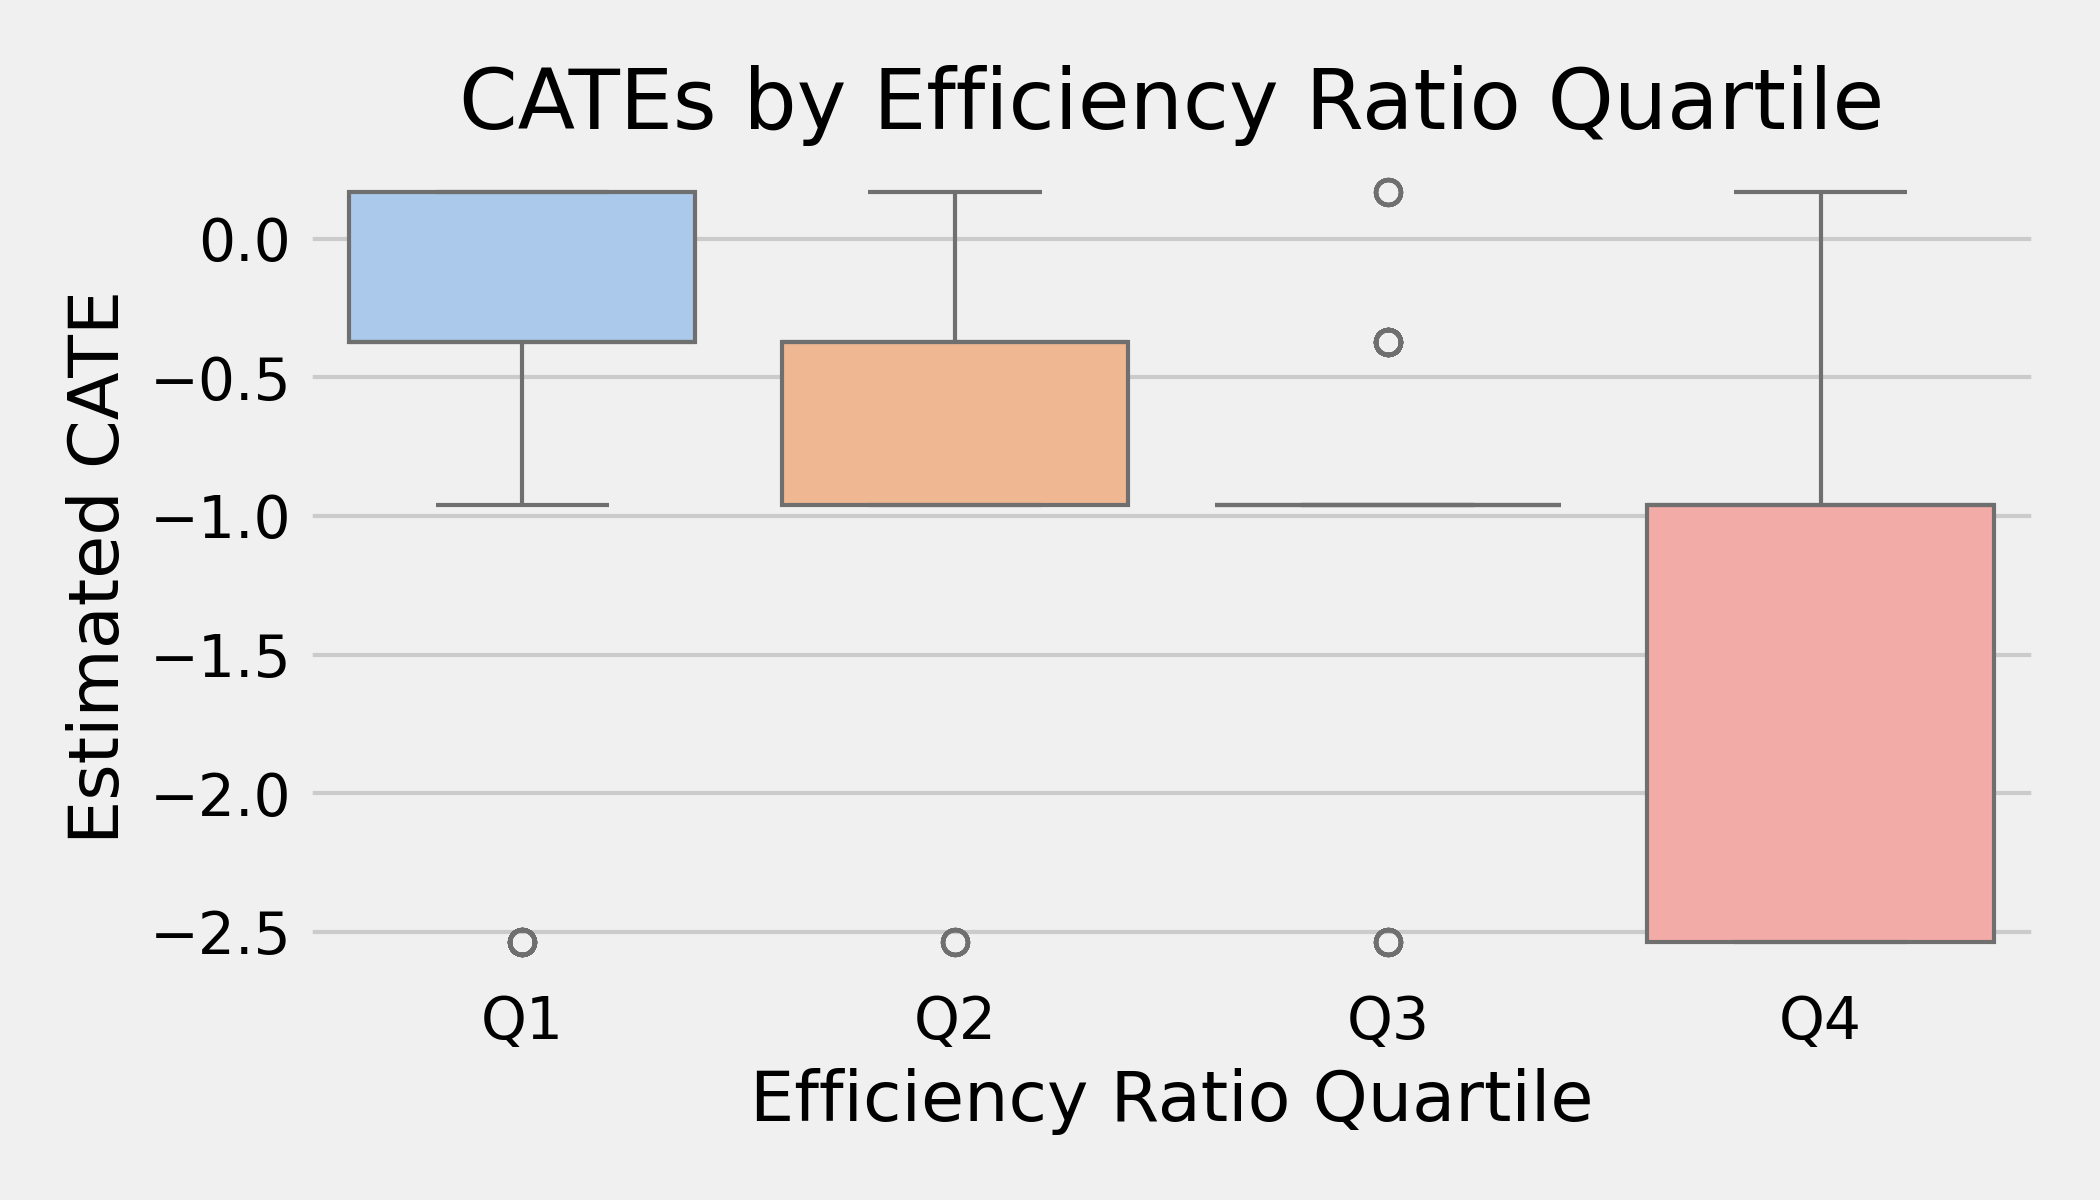 CATEs by Efficiency Ratio Quartile
Estimated CATE
0.0
−0.5
−1.0
−1.5
−2.0
−2.5
Q1 Q2 Q3 Q4
Efficiency Ratio Quartile